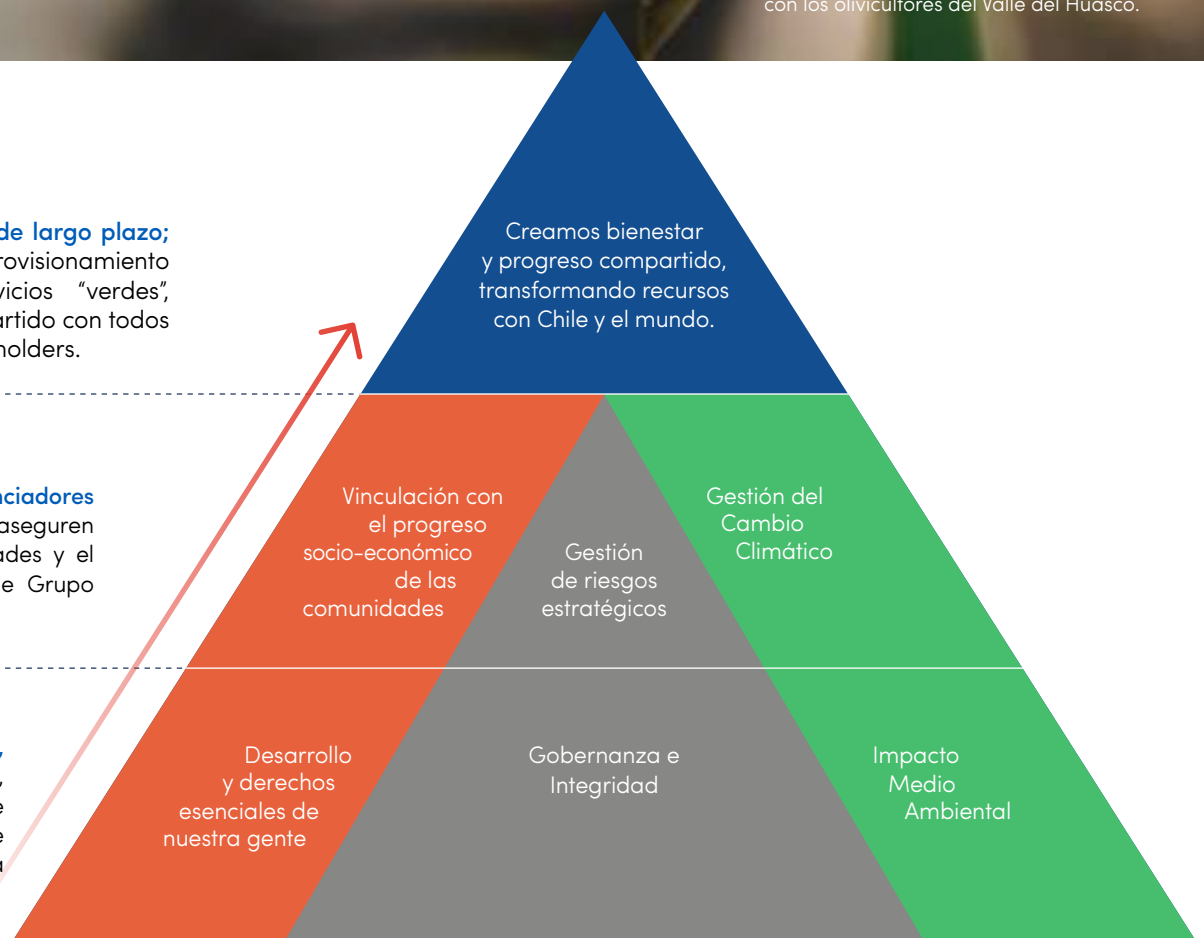 con los olivicultores del Valle del Huasco.
de largo plazo;
rovisionamiento
vicios “verdes”,
artido con todos
holders.
Creamos bienestar
y progreso compartido,
transformando recursos
con Chile y el mundo.
nciadores
aseguren
ades y el
e Grupo
Vinculación con
el progreso
socio-económico
de las
comunidades
Gestión
de riesgos
estratégicos
Gestión del
Cambio
Climático
Desarrollo
y derechos
esenciales de
nuestra gente
Gobernanza e
Integridad
Impacto
Medio
Ambiental